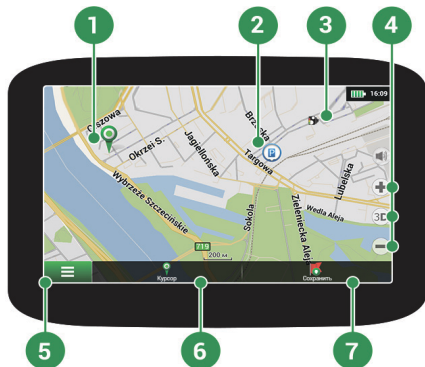 1
2
3
4
16:09
Olszowa
Okrzei S.
Jagiellońska
Brzeska
Targowa
P
Wybrzeże Szczecińskie
Lubelska
3D
Wedla Aleja
Sokola
Zieleniecka Aleja
719
200 м
Курсор
Сохранить
5
6
7